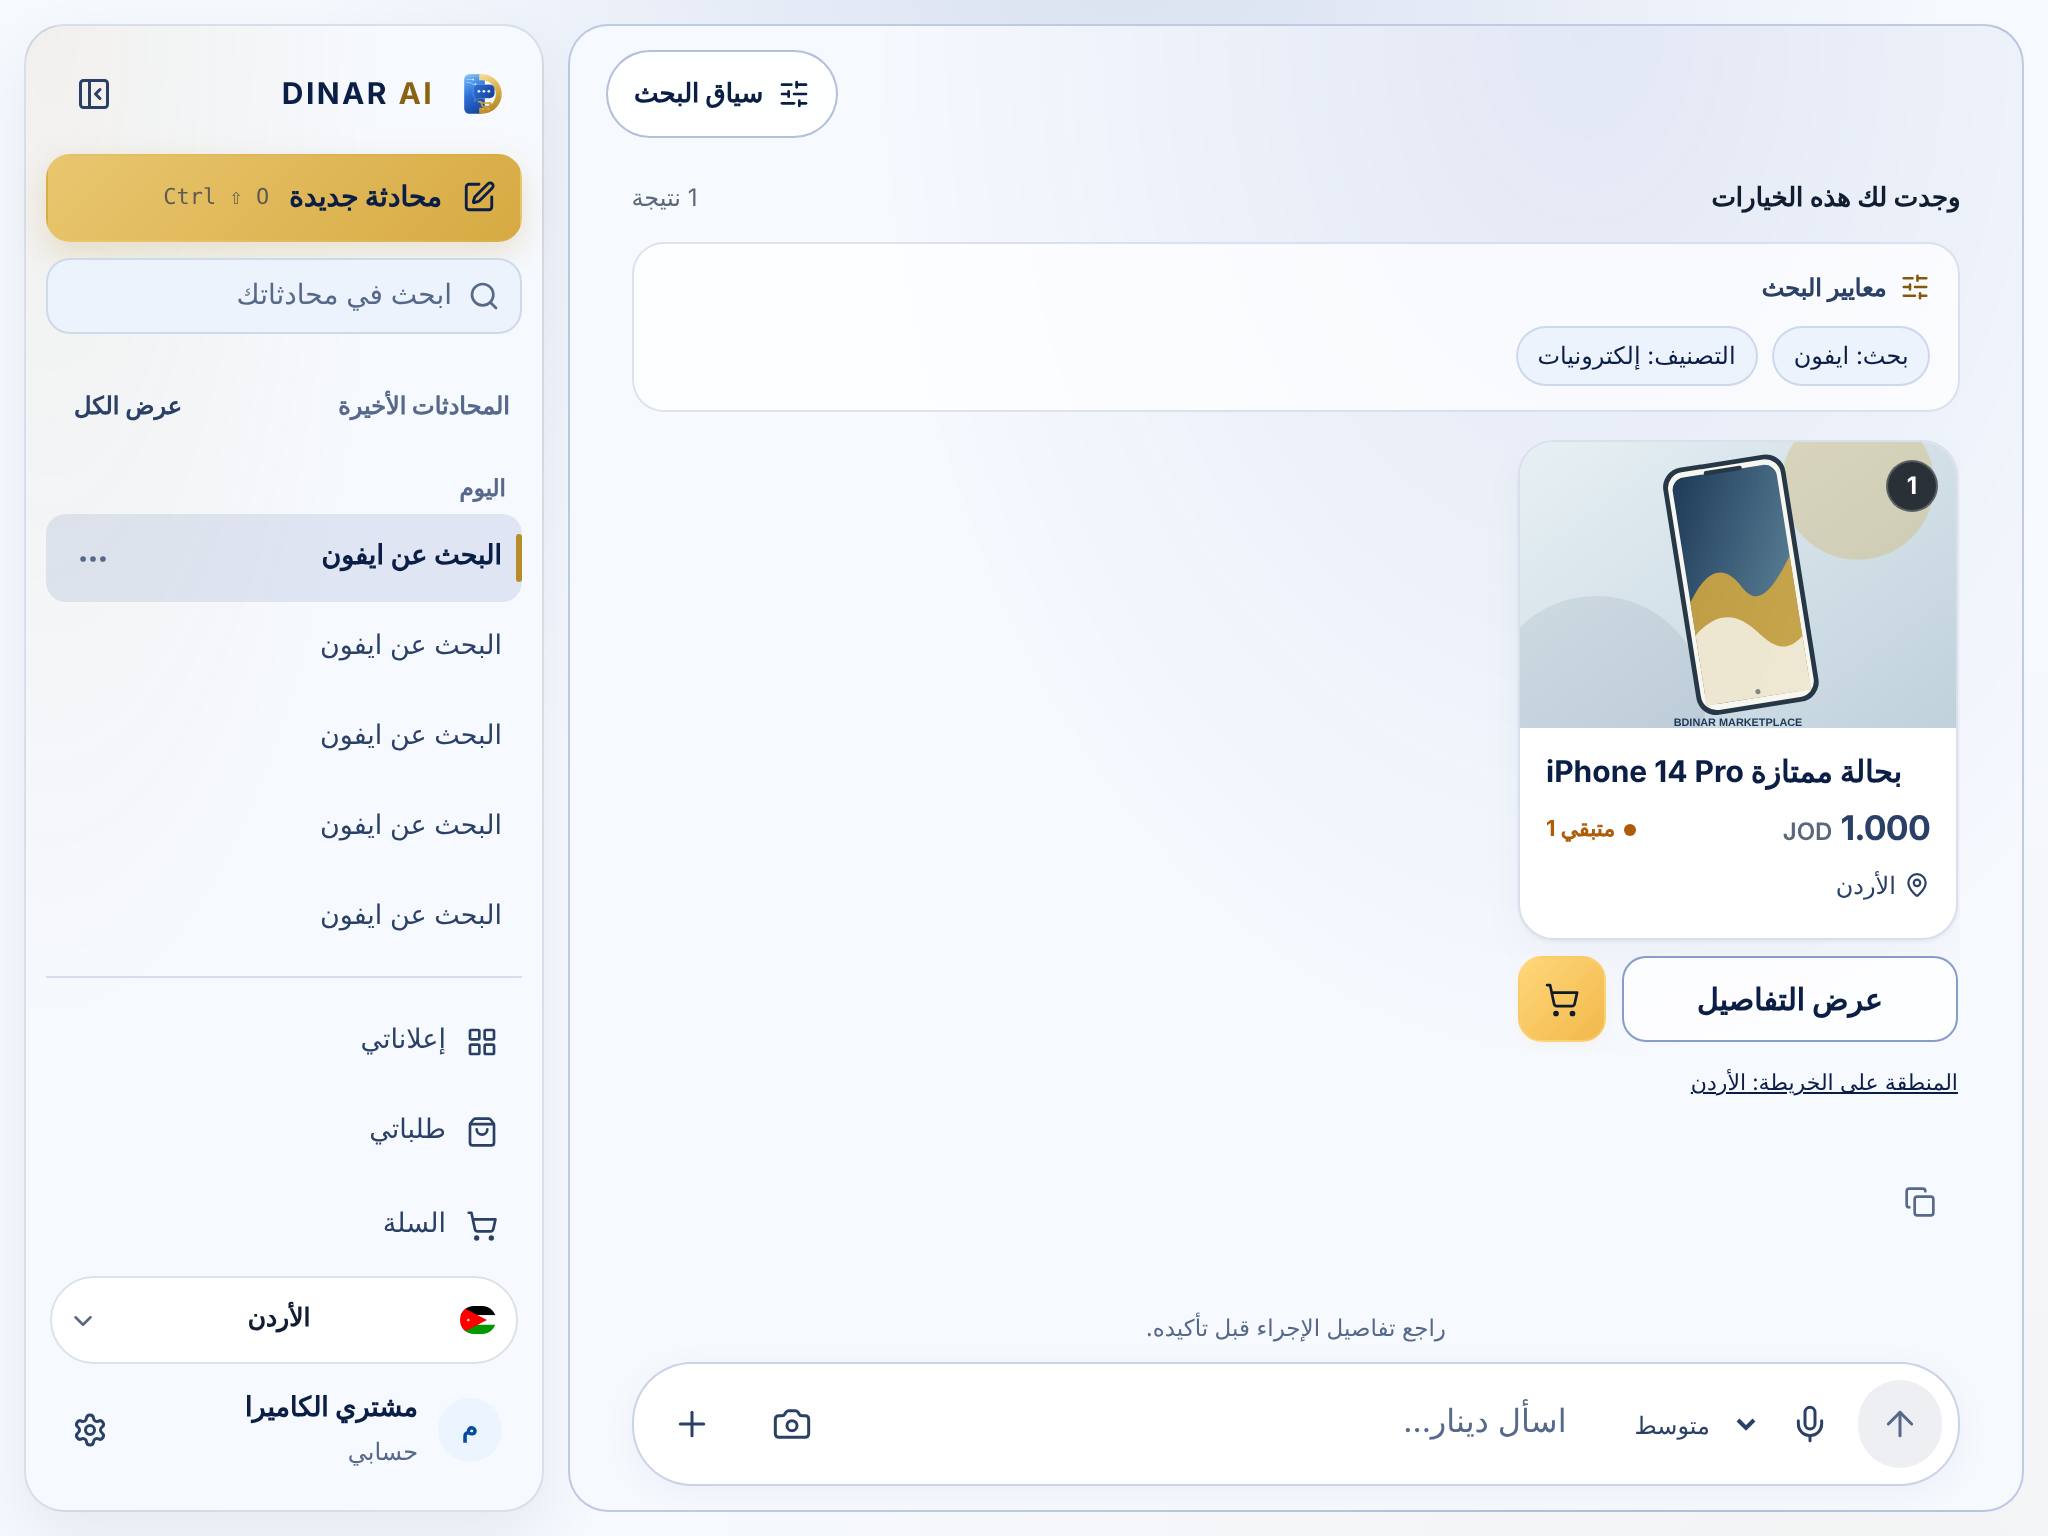 DINAR AI
محادثة جديدة Ctrl ⇧ O
ابحث في محادثاتك
المحادثات الأخيرة
عرض الكل
اليوم
البحث عن ايفون
البحث عن ايفون
البحث عن ايفون
البحث عن ايفون
البحث عن ايفون
إعلاناتي
طلباتي
السلة
الأردن
م
مشتري الكاميرا
حسابي
سياق البحث
وجدت لك هذه الخيارات
1 نتيجة
معايير البحث
بحث: ايفون
التصنيف: إلكترونيات
1
BDINAR MARKETPLACE
iPhone 14 Pro بحالة ممتازة
1.000 JOD
متبقي 1
الأردن
عرض التفاصيل
المنطقة على الخريطة: الأردن
راجع تفاصيل الإجراء قبل تأكيده.
متوسط
اسأل دينار...